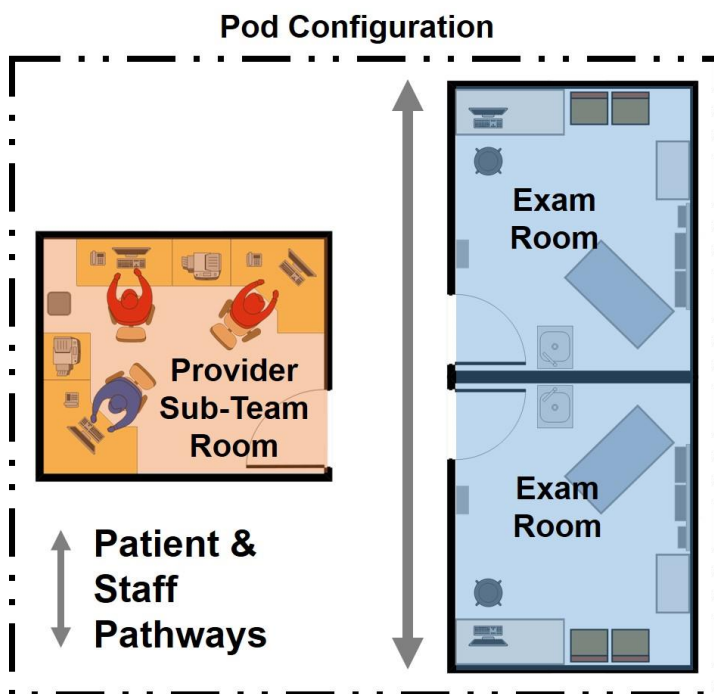 Pod Configuration
Exam
Room
Provider
Sub-Team
Room
Exam
Room
Patient &
Staff
Pathways